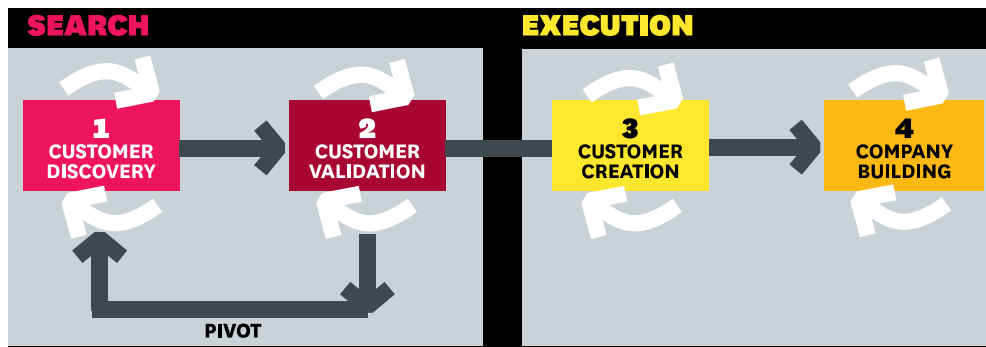 SEARCH
EXECUTION
1
CUSTOMER
DISCOVERY
2
CUSTOMER
VALIDATION
3
CUSTOMER
CREATION
4
COMPANY
BUILDING
PIVOT